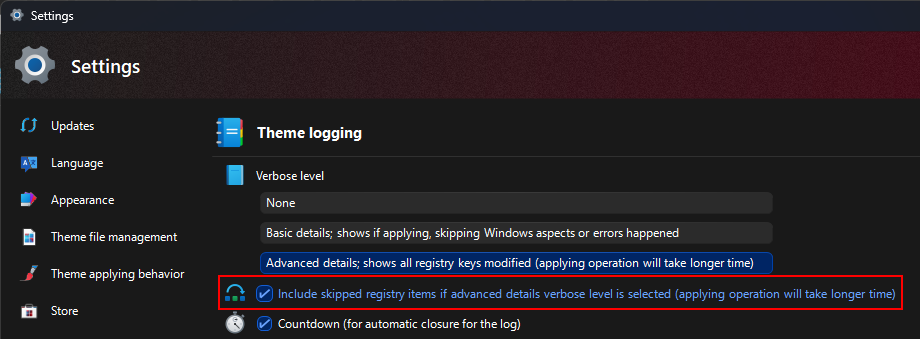 Settings
Settings
Updates
Language
Appearance
Theme file management
Theme applying behavior
Store
Theme logging
Verbose level
None
Basic details; shows if applying, skipping Windows aspects or errors happened
Advanced details; shows all registry keys modified (applying operation will take longer time)
Include skipped registry items if advanced details verbose level is selected (applying operation will take longer time)
Countdown (for automatic closure for the log)